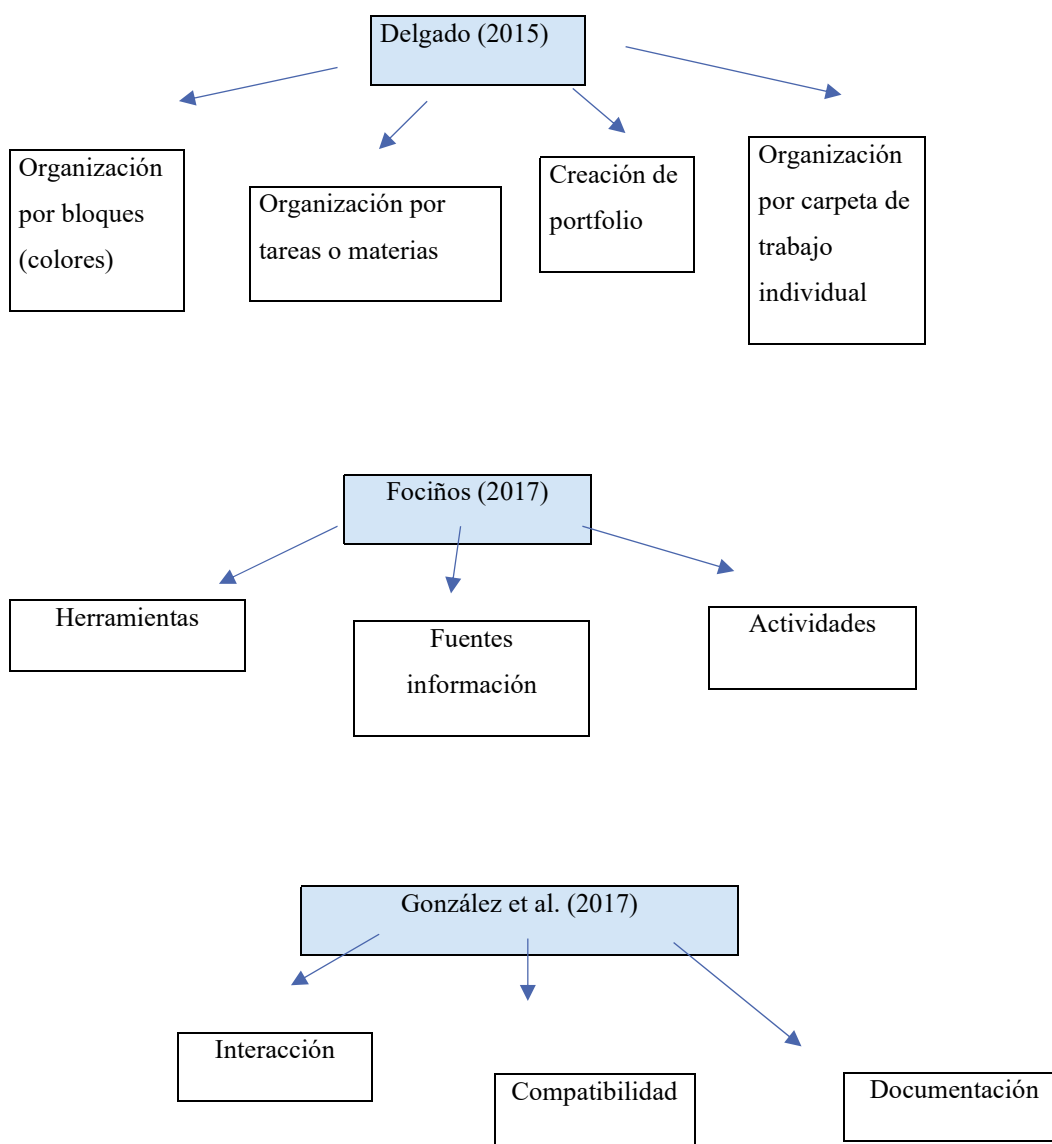 Delgado (2015)
Organización
por bloques
(colores)
Organización por
tareas o materias
Creación de
portfolio
Organización
por carpeta de
trabajo
individual
Fociños (2017)
Herramientas
Fuentes
información
Actividades
González et al. (2017)
Interacción
Compatibilidad
Documentación